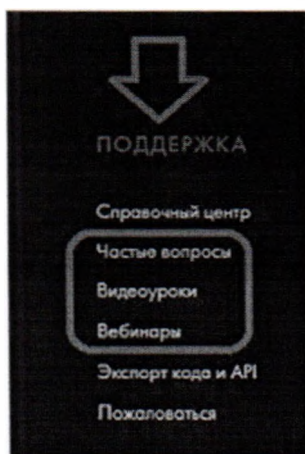 ПОДДЕРЖКА
Справочный центр
Частые вопросы
Видеоуроки
Вебинары
Экспорт кода и API
Пожаловаться